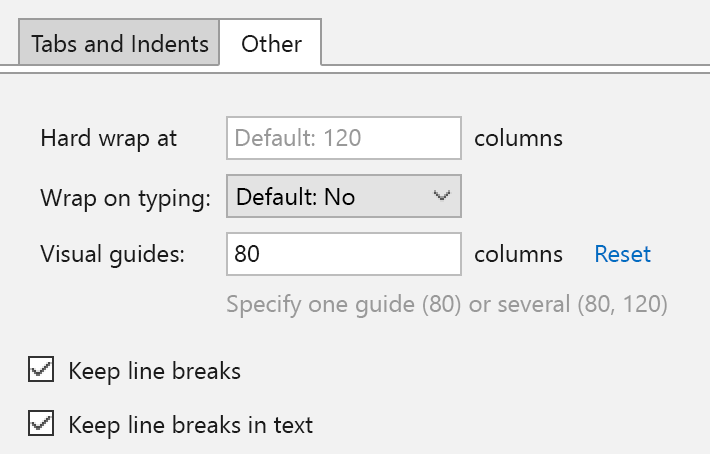 Tabs and Indents Other
Hard wrap at Default: 120 columns
Wrap on typing: Default: No
Visual guides: 80 columns Reset
Specify one guide (80) or several (80, 120)
Keep line breaks
Keep line breaks in text